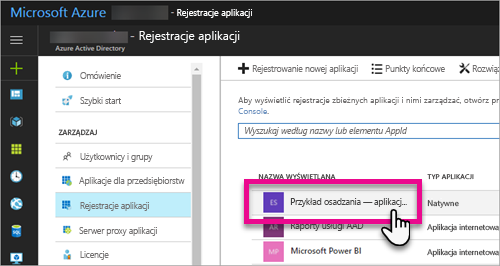 Microsoft Azure - Rejestracje aplikacji
- Rejestracje aplikacji
Azure Active Directory
Omówienie
Szybki start
ZARZĄDZAJ
Użytkownicy i grupy
Aplikacje dla przedsiębiorstw
Rejestracje aplikacji
Serwer proxy aplikacji
Licencje
Rejestrowanie nowej aplikacji
Punkty końcowe
Rozwiąz
Aby wyświetlić rejestracje zbieżnych aplikacji i nimi zarządzać, otwórz pr
Console.
Wyszukaj według nazwy lub elementu AppId
NAZWA WYŚWIETLANA TYP APLIKACJI
ES Przykład osadzania — aplikacj... Natywne
AR Raporty usługi AAD Aplikacja internetowa
MP Microsoft Power BI Aplikacja internetowa